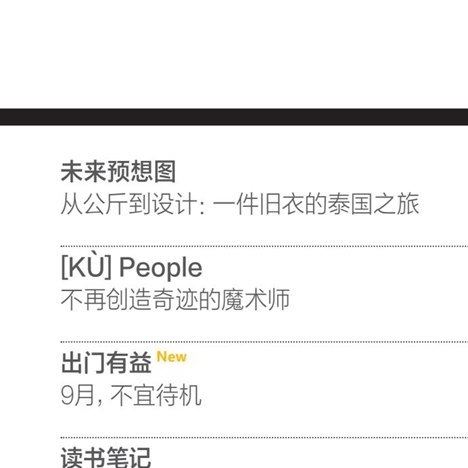 未来预想图
从公斤到设计：一件旧衣的泰国之旅
[KÙ] People
不再创造奇迹的魔术师
出门有益 New
9月，不宜待机
读书笔记